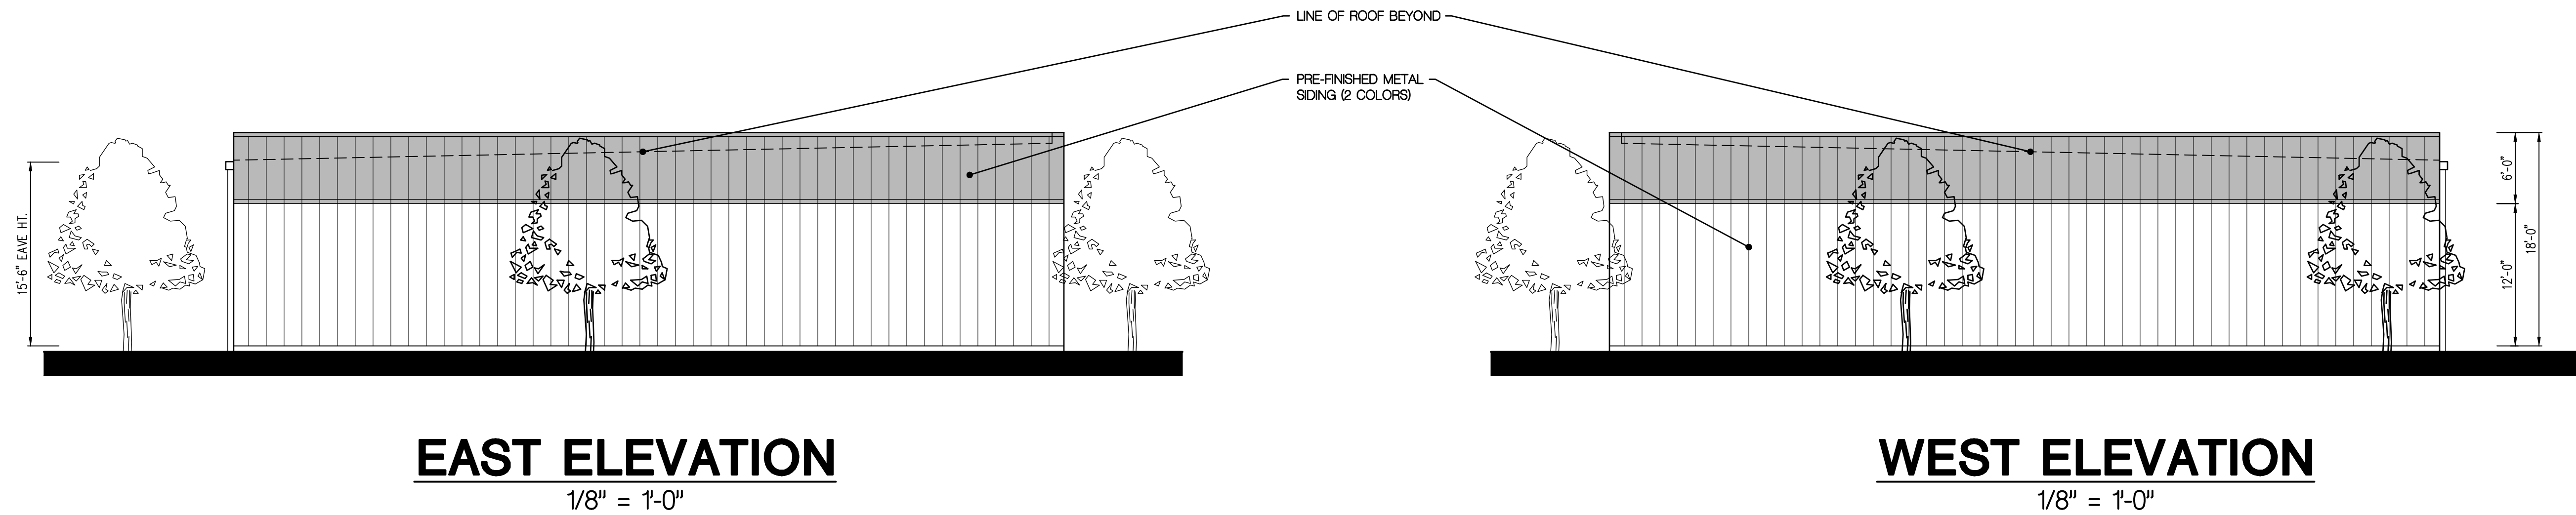 LINE OF ROOF BEYOND
PRE-FINISHED METAL
SIDING (2 COLORS)
15'-6" EAVE HT.
6'-0"
12'-0"
18'-0"
EAST ELEVATION
1/8" = 1'-0"
WEST ELEVATION
1/8" = 1'-0"